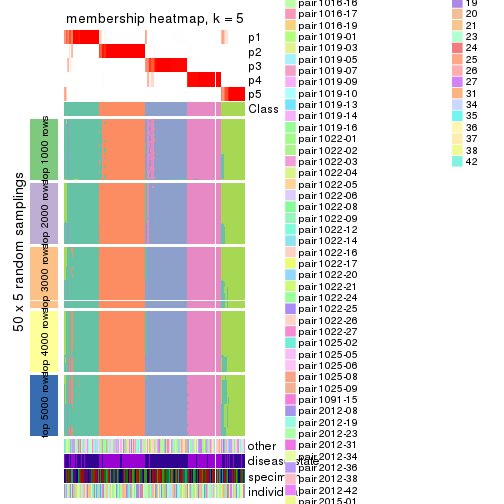 membership heatmap, k = 5
p1
p2
p3
p4
p5
Class
50 x 5 random samplings
top 1000 rows
top 2000 rows
top 3000 rows
top 4000 rows
top 5000 rows
other
disease.state
specim
individ
pair1016-16
pair1016-17
pair1016-19
pair1019-01
pair1019-03
pair1019-05
pair1019-07
pair1019-09
pair1019-10
pair1019-13
pair1019-14
pair1019-16
pair1022-01
pair1022-02
pair1022-03
pair1022-04
pair1022-05
pair1022-06
pair1022-08
pair1022-09
pair1022-12
pair1022-14
pair1022-16
pair1022-17
pair1022-20
pair1022-21
pair1022-24
pair1022-25
pair1022-26
pair1022-27
pair1025-02
pair1025-05
pair1025-06
pair1025-08
pair1025-09
pair1091-15
pair2012-08
pair2012-19
pair2012-23
pair2012-31
pair2012-34
pair2012-36
pair2012-38
pair2012-42
pair2015-01
19
20
21
23
24
25
26
27
31
34
35
36
37
38
42